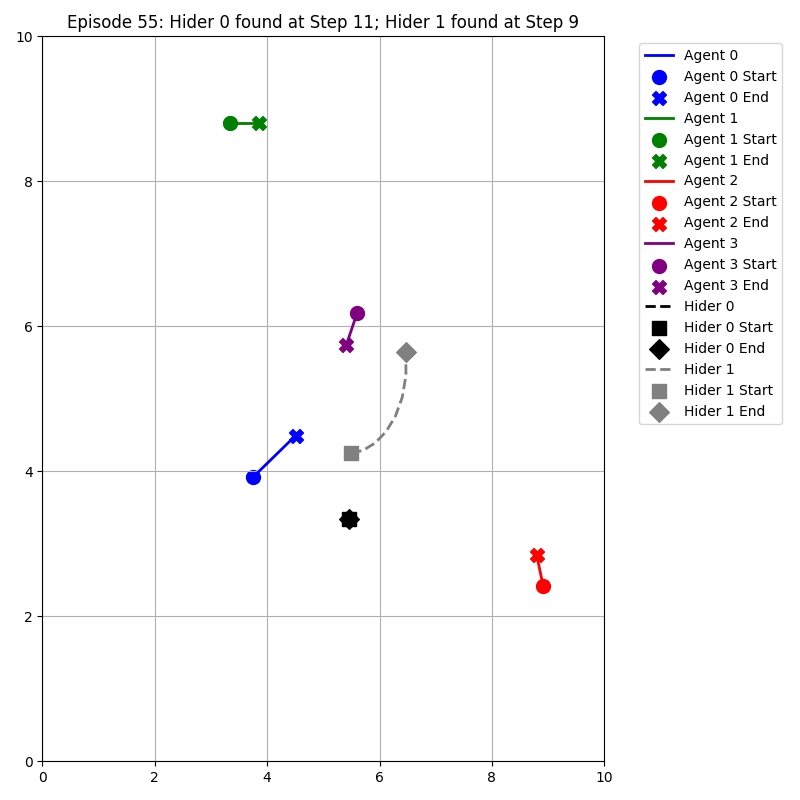 Episode 55: Hider 0 found at Step 11; Hider 1 found at Step 9
10
8
6
4
2
0
0 2 4 6 8 10
Agent 0
Agent 0 Start
Agent 0 End
Agent 1
Agent 1 Start
Agent 1 End
Agent 2
Agent 2 Start
Agent 2 End
Agent 3
Agent 3 Start
Agent 3 End
Hider 0
Hider 0 Start
Hider 0 End
Hider 1
Hider 1 Start
Hider 1 End